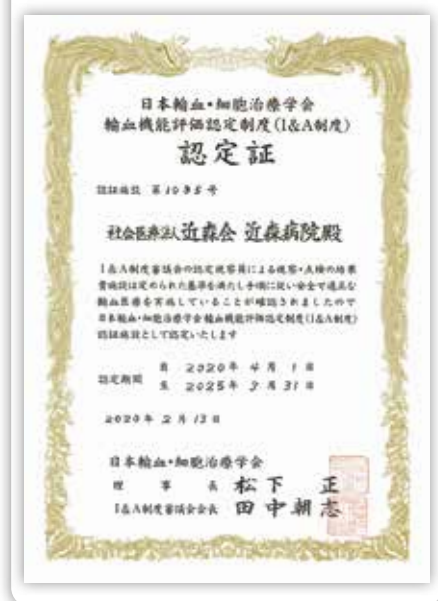 日本輸血・細胞治療学会
輸血機能評価認定制度(I&A制度)
認定証
認証施設 第1095号
社会医療法人近森会 近森病院殿
I&A制度審議会の認定視察員による視察・点検の結果
貴施設は定められた基準を満たし手順に従い安全で適正な
輸血医療を実施していることが確認されましたので
日本輸血・細胞治療学会輸血機能評価認定制度(I&A制度)
認証施設として認定いたします
認定期間
自 2020年 4月 1日
至 2025年 3月 31日
2020年 2月 13日
日本輸血・細胞治療学会
理事長 松下 正
I&A制度審議会会長 田中朝志